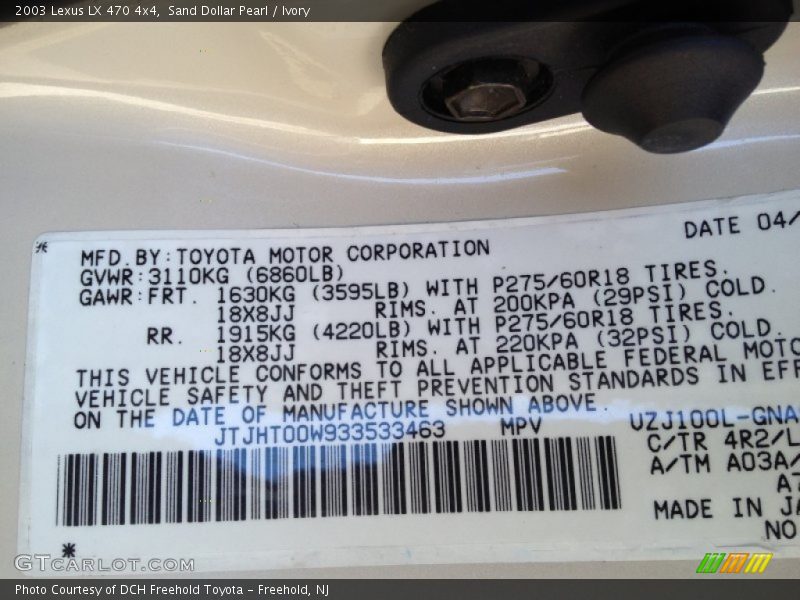 2003 Lexus LX 470 4x4,  Sand Dollar Pearl / Ivory
DATE 04/
MFD.BY:TOYOTA MOTOR CORPORATION
GVWR:3110KG (6860LB)
GAWR:FRT. 1630KG (3595LB) WITH P275/60R18 TIRES.
18X8JJ RIMS. AT 200KPA (29PSI) COLD.
RR. 1915KG (4220LB) WITH P275/60R18 TIRES.
18X8JJ RIMS. AT 220KPA (32PSI) COLD.
THIS VEHICLE CONFORMS TO ALL APPLICABLE FEDERAL MOTO
VEHICLE SAFETY AND THEFT PREVENTION STANDARDS IN EFF
ON THE DATE OF MANUFACTURE SHOWN ABOVE.
JTJHT00W933533463 MPV
UZJ100L-GNA
C/TR 4R2/L
A/TM A03A/
A7
MADE IN JA
NO
GTCARLOT.COM
Photo Courtesy of DCH Freehold Toyota - Freehold, NJ